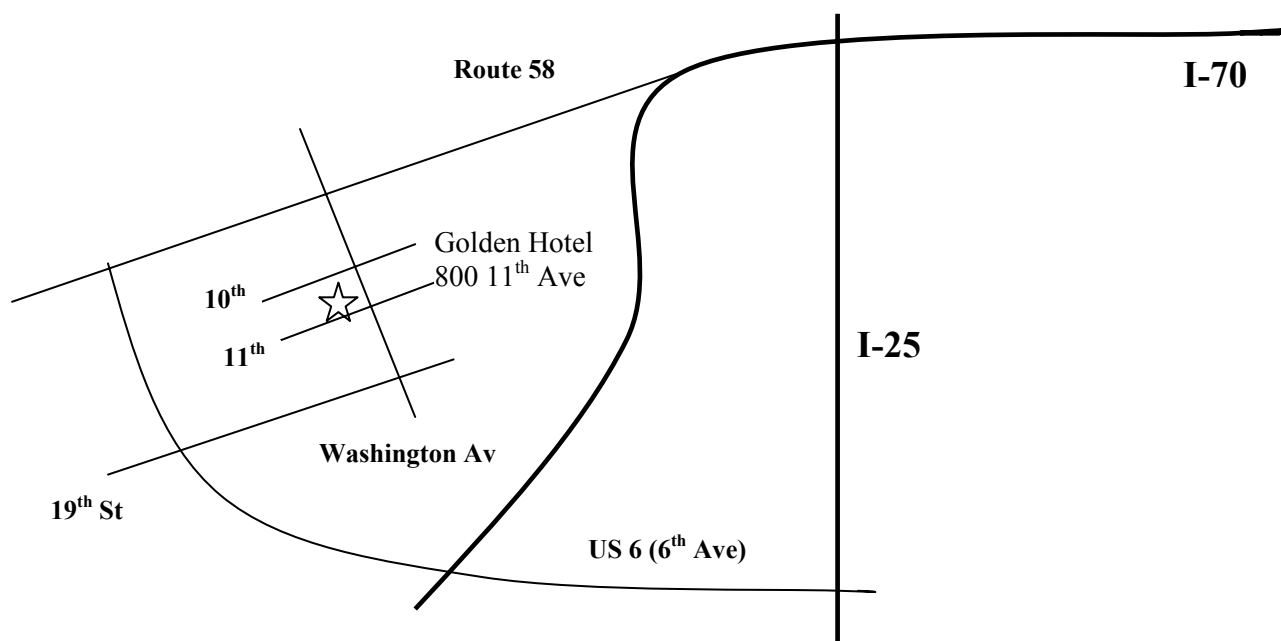 Route 58
I-70
Golden Hotel
800 11th Ave
10th
11th
I-25
Washington Av
19th St
US 6 (6th Ave)